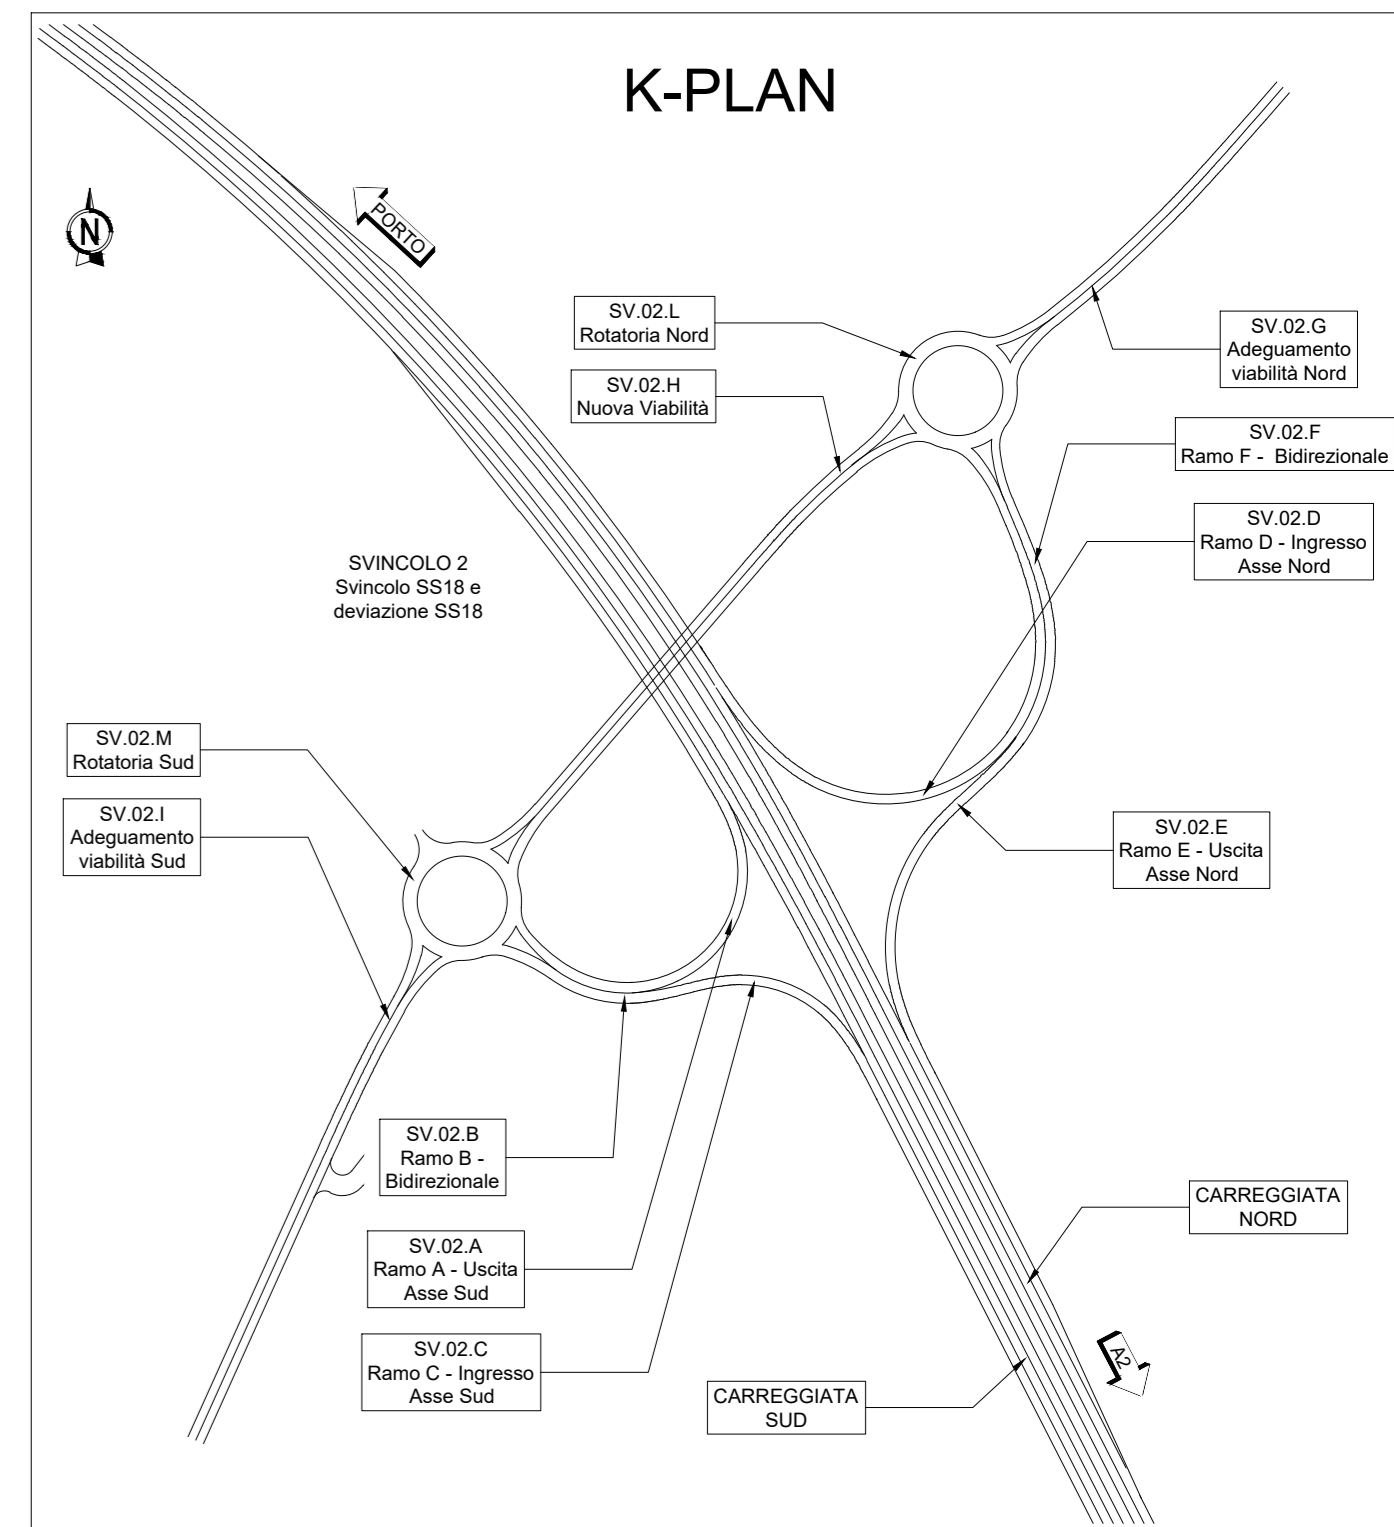 K-PLAN
N
PORTO
SV.02.L
Rotatoria Nord
SV.02.G
Adeguamento
viabilità Nord
SV.02.H
Nuova Viabilità
SV.02.F
Ramo F -  Bidirezionale
SV.02.D
Ramo D - Ingresso
Asse Nord
SVINCOLO 2
Svincolo SS18 e
deviazione SS18
SV.02.M
Rotatoria Sud
SV.02.I
Adeguamento
viabilità Sud
SV.02.E
Ramo E - Uscita
Asse Nord
SV.02.B
Ramo B -
Bidirezionale
CARREGGIATA
NORD
SV.02.A
Ramo A - Uscita
Asse Sud
SV.02.C
Ramo C - Ingresso
Asse Sud
A2
CARREGGIATA
SUD